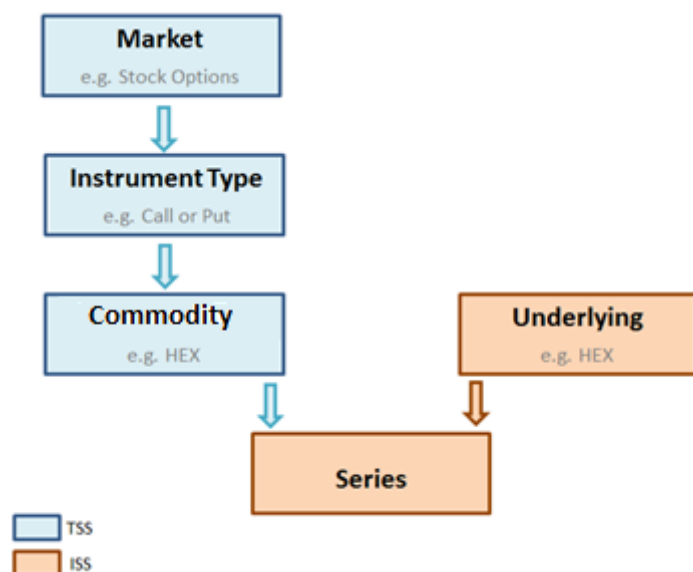 Market
e.g. Stock Options
Instrument Type
e.g. Call or Put
Commodity
e.g. HEX
Underlying
e.g. HEX
Series
TSS
ISS